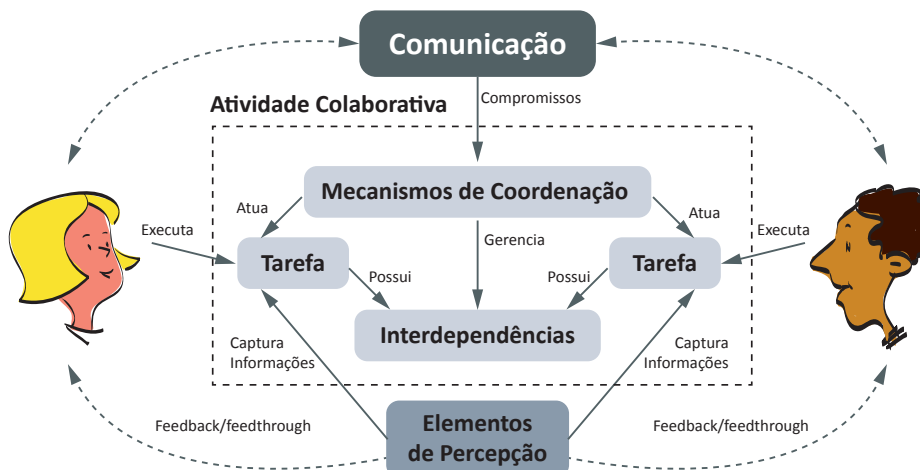 Comunicação
Compromissos
Atividade Colaborativa
Mecanismos de Coordenação
Atua
Atua
Executa
Gerencia
Executa
Tarefa
Tarefa
Possui
Possui
Interdependências
Captura
Informações
Captura
Informações
Elementos
de Percepção
Feedback/feedthrough
Feedback/feedthrough